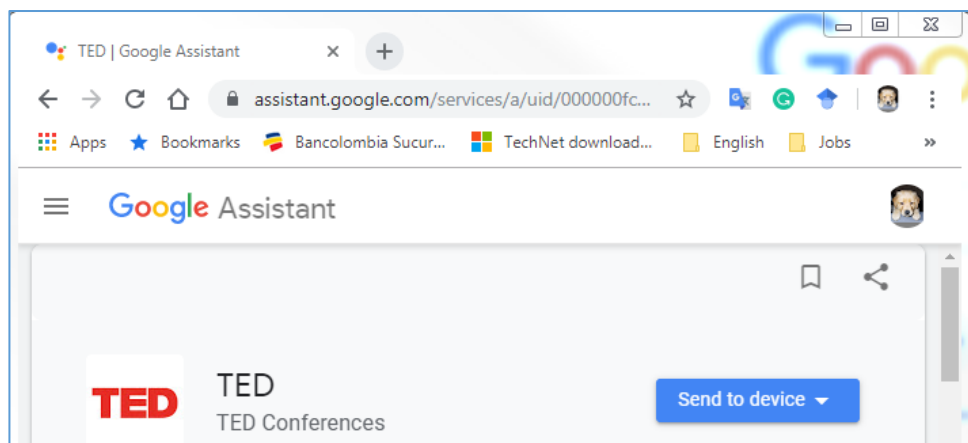 Goo
TED | Google Assistant
assistant.google.com/services/a/uid/000000fc...
Apps Bookmarks Bancolombia Sucur... TechNet download... English Jobs »
Google Assistant
TED
TED
Send to device
TED Conferences